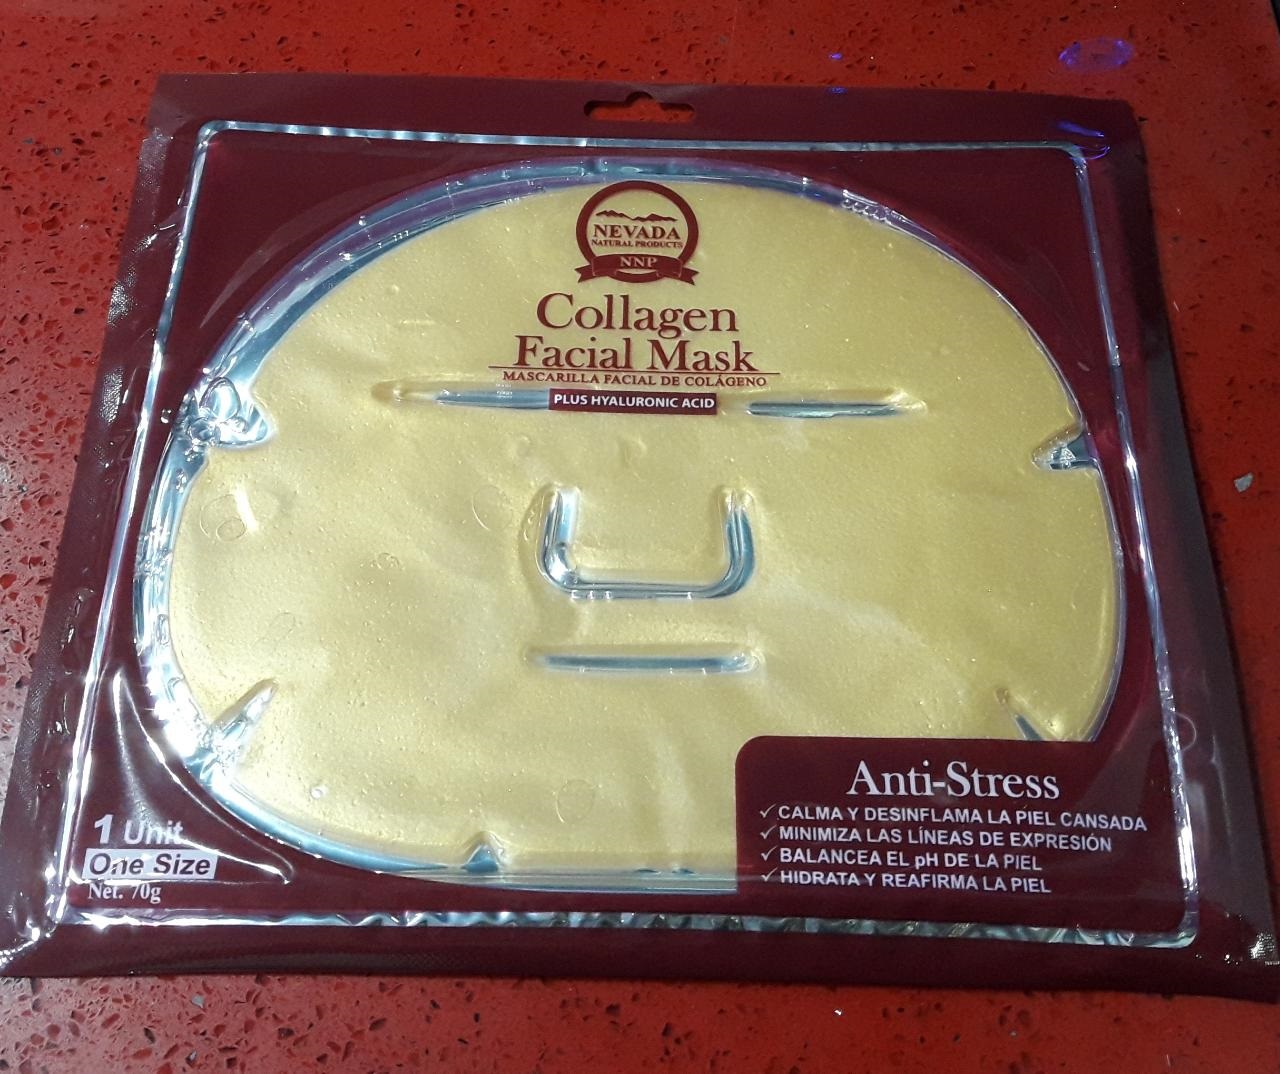 NEVADA
NATURAL PRODUCTS
NNP
Collagen
Facial Mask
MASCARILLA FACIAL DE COLÁGENO
PLUS HYALURONIC ACID
1 Unit
One Size
Net. 70g
Anti-Stress
✓ CALMA Y DESINFLAMA LA PIEL CANSADA
✓ MINIMIZA LAS LÍNEAS DE EXPRESIÓN
✓ BALANCEA EL pH DE LA PIEL
✓ HIDRATA Y REAFIRMA LA PIEL